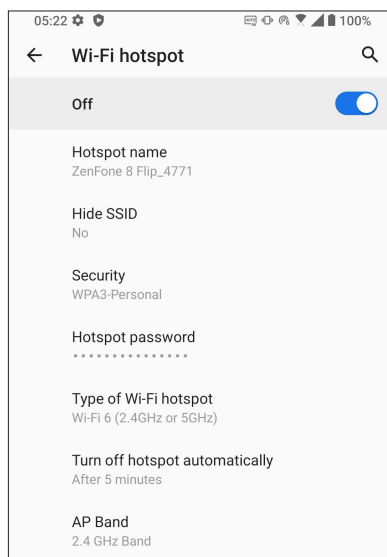 05:22 100%
Wi-Fi hotspot
Off
Hotspot name
ZenFone 8 Flip_4771
Hide SSID
No
Security
WPA3-Personal
Hotspot password
•••••••••••••••
Type of Wi-Fi hotspot
Wi-Fi 6 (2.4GHz or 5GHz)
Turn off hotspot automatically
After 5 minutes
AP Band
2.4 GHz Band